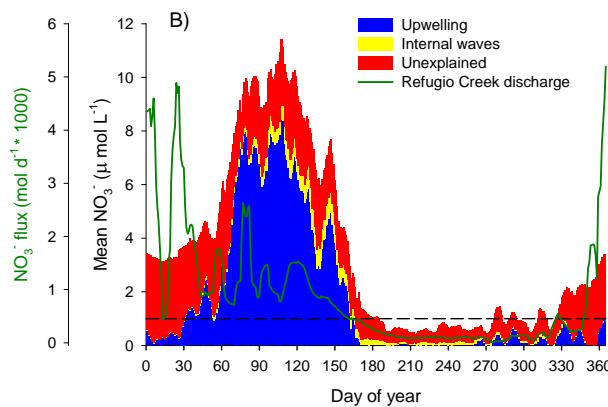 B)
Upwelling
Internal waves
Unexplained
Refugio Creek discharge
NO₃⁻ flux (mol d⁻¹ * 1000)
6
5
4
3
2
1
0
Mean NO₃⁻ (μ mol L⁻¹)
12
10
8
6
4
2
0
0 30 60 90 120 150 180 210 240 270 300 330 360
Day of year